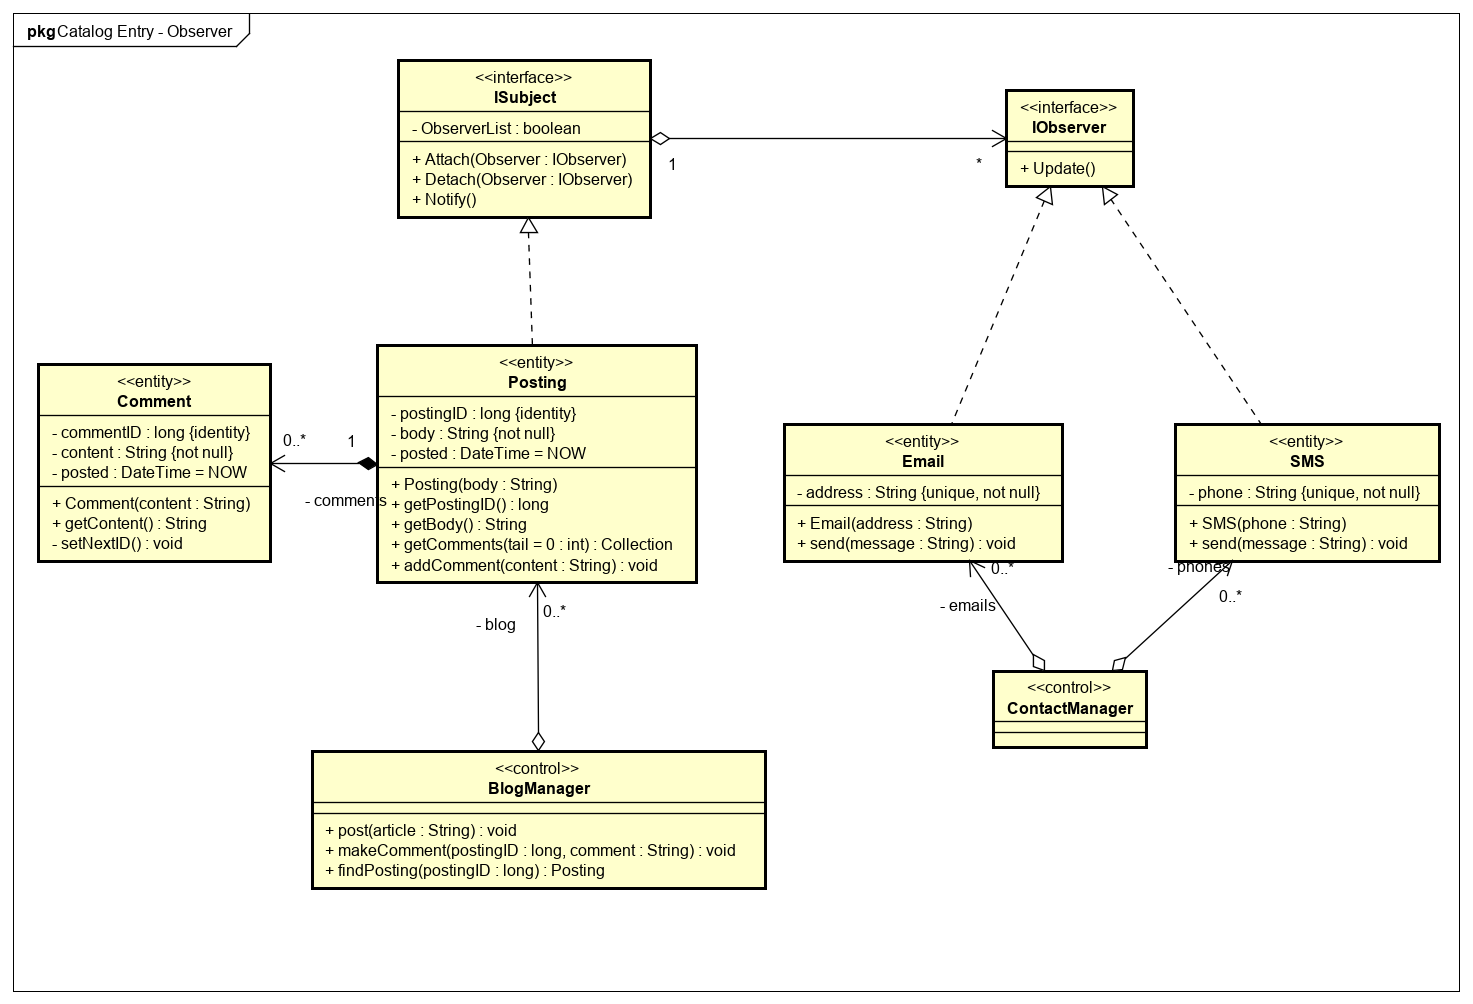 pkg Catalog Entry - Observer
<<interface>>
ISubject
- ObserverList : boolean
+ Attach(Observer : IObserver)
+ Detach(Observer : IObserver)
+ Notify()
1
*
<<interface>>
IObserver
+ Update()
<<entity>>
Comment
- commentID : long {identity}
- content : String {not null}
- posted : DateTime = NOW
+ Comment(content : String)
+ getContent() : String
- setNextID() : void
0..*
1
- comments
<<entity>>
Posting
- postingID : long {identity}
- body : String {not null}
- posted : DateTime = NOW
+ Posting(body : String)
+ getPostingID() : long
+ getBody() : String
+ getComments(tail = 0 : int) : Collection
+ addComment(content : String) : void
<<entity>>
Email
- address : String {unique, not null}
+ Email(address : String)
+ send(message : String) : void
<<entity>>
SMS
- phone : String {unique, not null}
+ SMS(phone : String)
+ send(message : String) : void
0..*
- blog
0..*
- emails
- phones
0..*
<<control>>
ContactManager
<<control>>
BlogManager
+ post(article : String) : void
+ makeComment(postingID : long, comment : String) : void
+ findPosting(postingID : long) : Posting